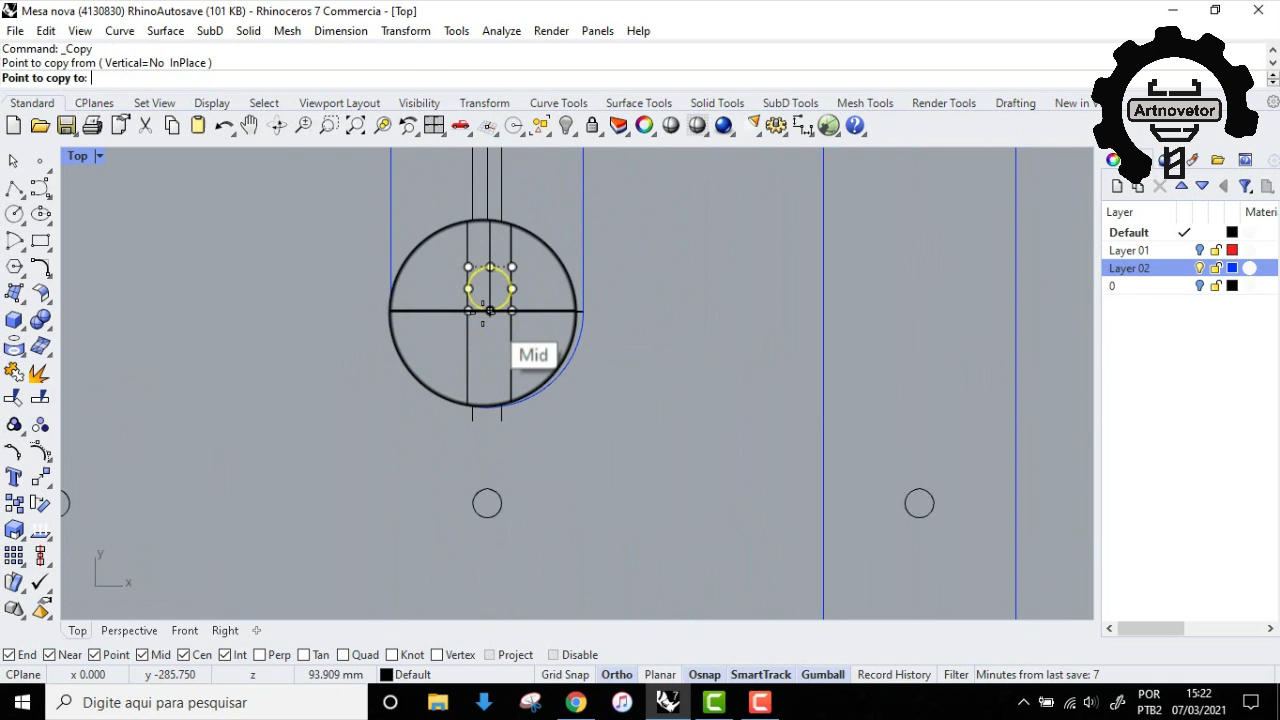 Mesa nova (4130830) RhinoAutosave (101 KB) - Rhinoceros 7 Commercia - [Top]
File Edit View Curve Surface SubD Solid Mesh Dimension Transform Tools Analyze Render Panels Help
Command: _Copy
Point to copy from ( Vertical=No InPlace )
Point to copy to:
Standard CPlanes Set View Display Select Viewport Layout Visibility Transform Curve Tools Surface Tools Solid Tools SubD Tools Mesh Tools Render Tools Drafting New in V
Artnovetor
Top
Layer Materi
Default
Layer 01
Layer 02
0
Mid
y
x
Top Perspective Front Right
End Near Point Mid Cen Int Perp Tan Quad Knot Vertex Project Disable
CPlane x 0.000 y -285.750 z 93.909 mm Default Grid Snap Ortho Planar Osnap SmartTrack Gumball Record History Filter Minutes from last save: 7
Digite aqui para pesquisar
POR 15:22
PTB2 07/03/2021